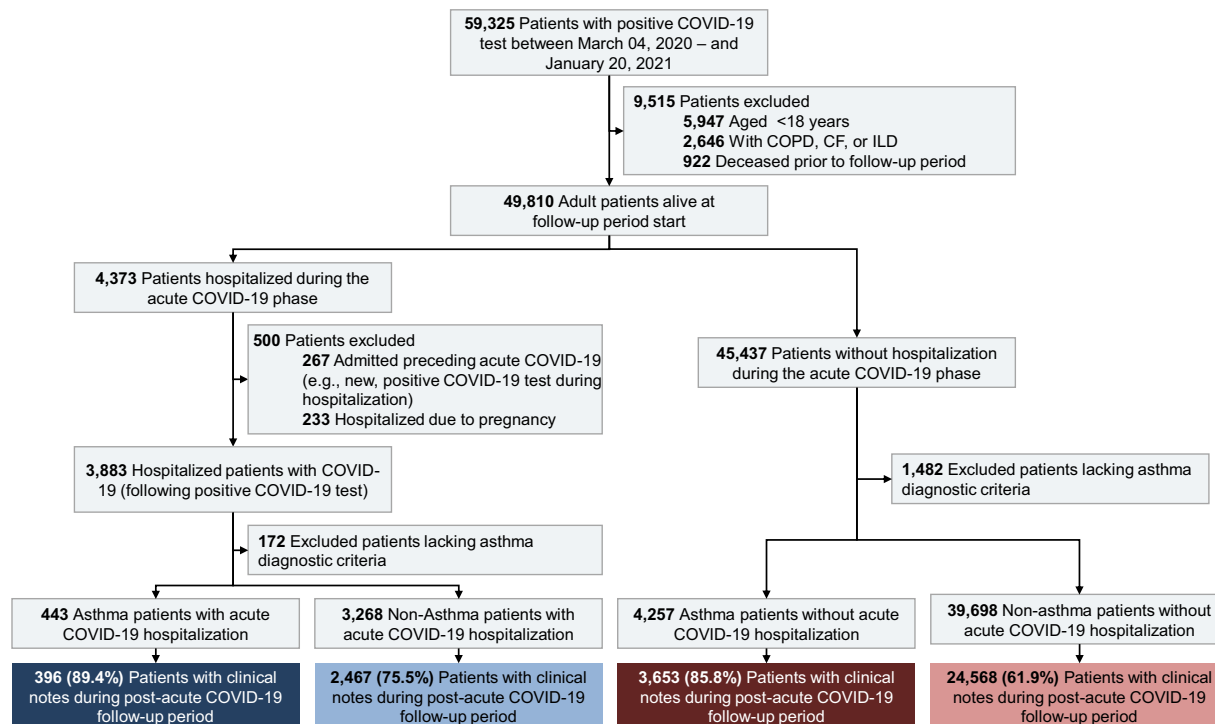 59,325 Patients with positive COVID-19
test between March 04, 2020 – and
January 20, 2021
9,515 Patients excluded
5,947 Aged <18 years
2,646 With COPD, CF, or ILD
922 Deceased prior to follow-up period
49,810 Adult patients alive at
follow-up period start
4,373 Patients hospitalized during the
acute COVID-19 phase
500 Patients excluded
267 Admitted preceding acute COVID-19
(e.g., new, positive COVID-19 test during
hospitalization)
233 Hospitalized due to pregnancy
45,437 Patients without hospitalization
during the acute COVID-19 phase
3,883 Hospitalized patients with COVID-
19 (following positive COVID-19 test)
1,482 Excluded patients lacking asthma
diagnostic criteria
172 Excluded patients lacking asthma
diagnostic criteria
443 Asthma patients with acute
COVID-19 hospitalization
3,268 Non-Asthma patients with
acute COVID-19 hospitalization
4,257 Asthma patients without acute
COVID-19 hospitalization
39,698 Non-asthma patients without
acute COVID-19 hospitalization
396 (89.4%) Patients with clinical
notes during post-acute COVID-19
follow-up period
2,467 (75.5%) Patients with clinical
notes during post-acute COVID-19
follow-up period
3,653 (85.8%) Patients with clinical
notes during post-acute COVID-19
follow-up period
24,568 (61.9%) Patients with clinical
notes during post-acute COVID-19
follow-up period